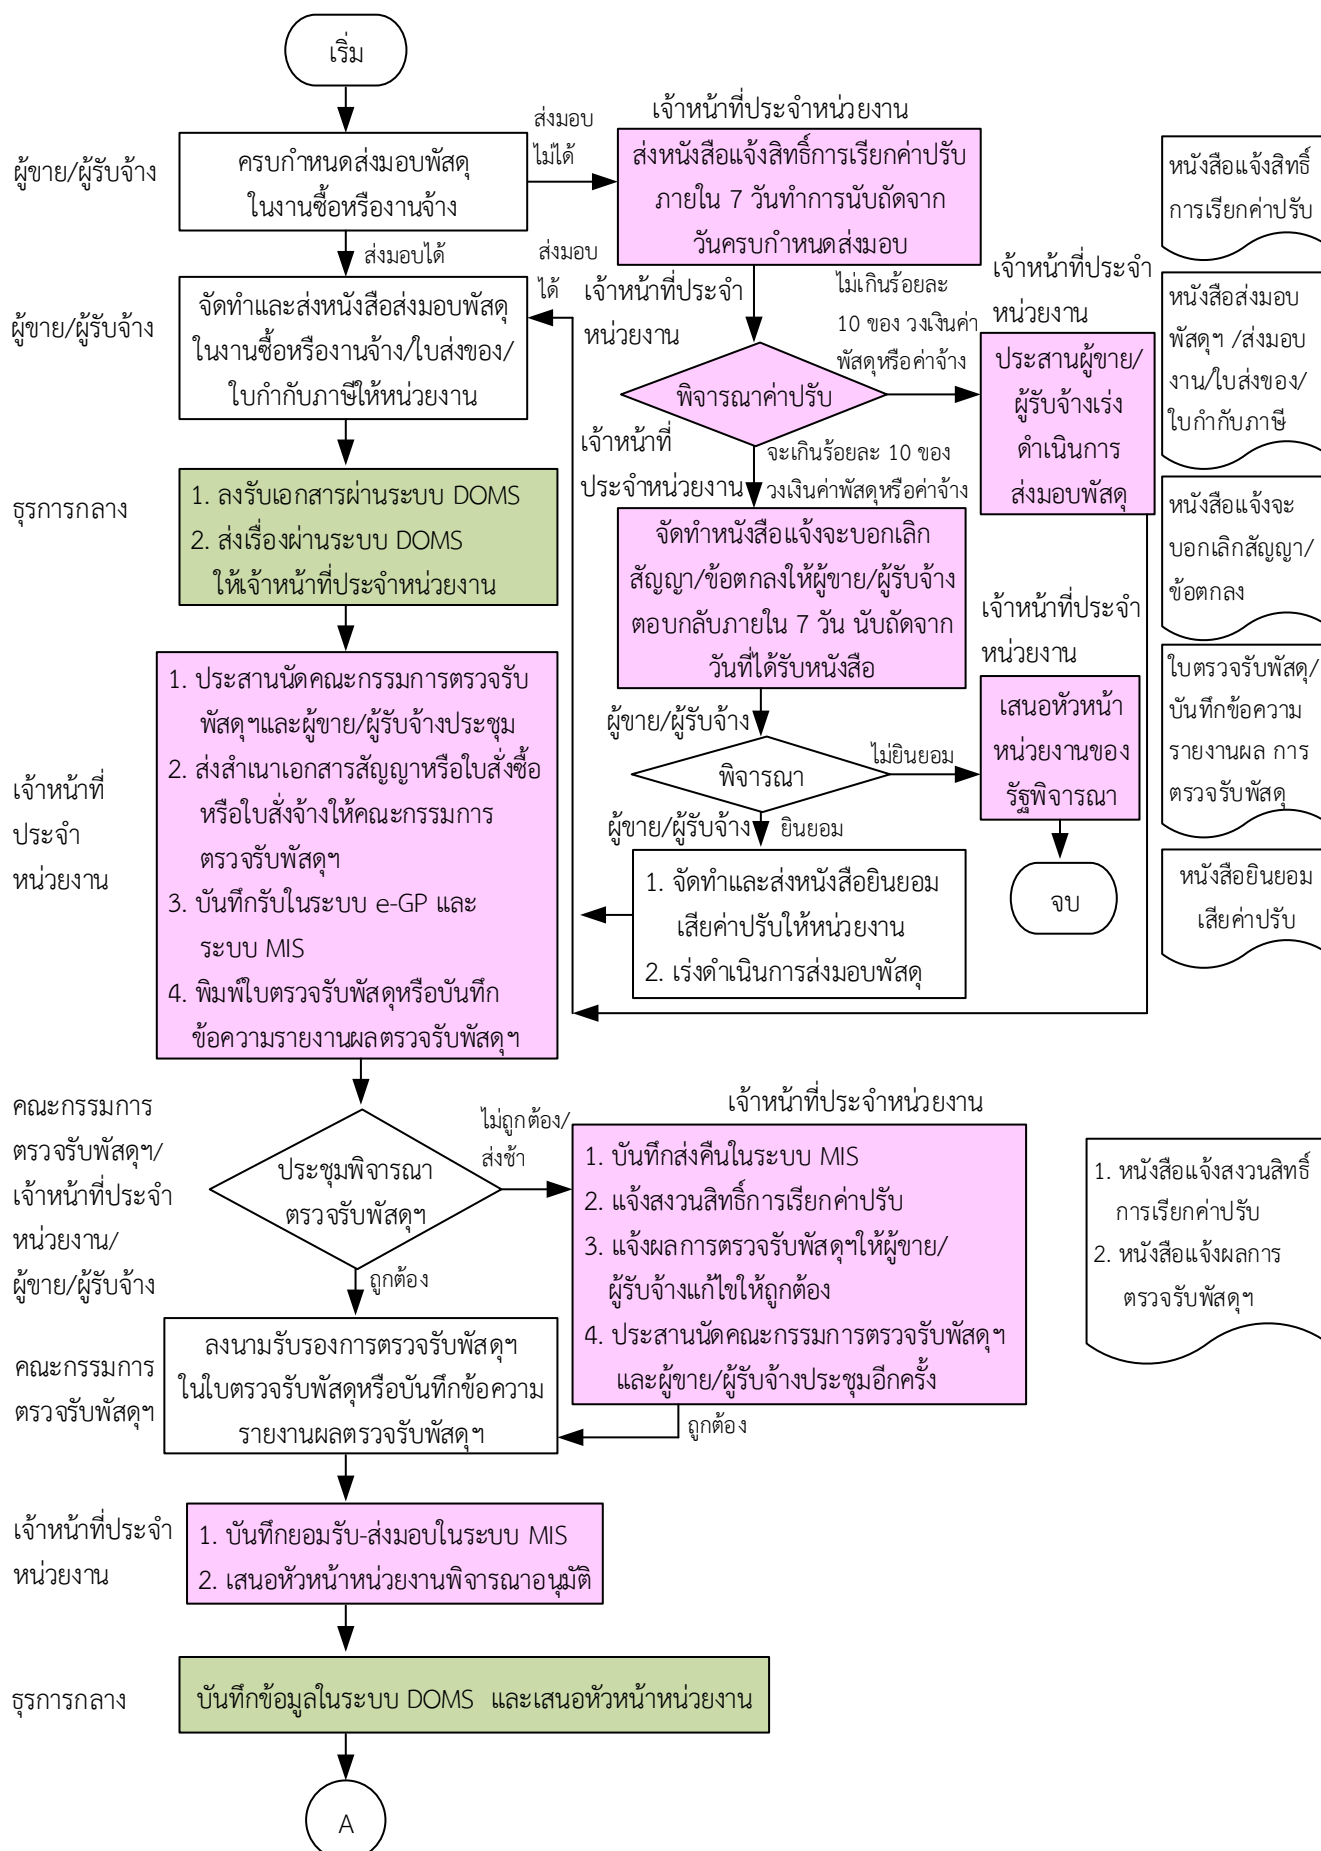 เริ่ม
ผู้ขาย/ผู้รับจ้าง
ครบกำหนดส่งมอบพัสดุ
ในงานซื้อหรืองานจ้าง
ส่งมอบ
ไม่ได้
เจ้าหน้าที่ประจำหน่วยงาน
ส่งหนังสือแจ้งสิทธิ์การเรียกค่าปรับ
ภายใน 7 วันทำการนับถัดจาก
วันครบกำหนดส่งมอบ
หนังสือแจ้งสิทธิ์
การเรียกค่าปรับ
ส่งมอบได้
ส่งมอบ
ได้
ผู้ขาย/ผู้รับจ้าง
จัดทำและส่งหนังสือส่งมอบพัสดุ
ในงานซื้อหรืองานจ้าง/ใบส่งของ/
ใบกำกับภาษีให้หน่วยงาน
เจ้าหน้าที่ประจำ
หน่วยงาน
พิจารณาค่าปรับ
ไม่เกินร้อยละ
10 ของ วงเงินค่า
พัสดุหรือค่าจ้าง
เจ้าหน้าที่ประจำ
หน่วยงาน
ประสานผู้ขาย/
ผู้รับจ้างเร่ง
ดำเนินการ
ส่งมอบพัสดุ
หนังสือส่งมอบ
พัสดุฯ /ส่งมอบ
งาน/ใบส่งของ/
ใบกำกับภาษี
ธุรการกลาง
1. ลงรับเอกสารผ่านระบบ DOMS
2. ส่งเรื่องผ่านระบบ DOMS
ให้เจ้าหน้าที่ประจำหน่วยงาน
เจ้าหน้าที่
ประจำหน่วยงาน
จะเกินร้อยละ 10 ของ
วงเงินค่าพัสดุหรือค่าจ้าง
จัดทำหนังสือแจ้งจะบอกเลิก
สัญญา/ข้อตกลงให้ผู้ขาย/ผู้รับจ้าง
ตอบกลับภายใน 7 วัน นับถัดจาก
วันที่ได้รับหนังสือ
หนังสือแจ้งจะ
บอกเลิกสัญญา/
ข้อตกลง
เจ้าหน้าที่
ประจำ
หน่วยงาน
1. ประสานนัดคณะกรรมการตรวจรับ
พัสดุฯและผู้ขาย/ผู้รับจ้างประชุม
2. ส่งสำเนาเอกสารสัญญาหรือใบสั่งซื้อ
หรือใบสั่งจ้างให้คณะกรรมการ
ตรวจรับพัสดุฯ
3. บันทึกรับในระบบ e-GP และ
ระบบ MIS
4. พิมพ์ใบตรวจรับพัสดุหรือบันทึก
ข้อความรายงานผลตรวจรับพัสดุฯ
ผู้ขาย/ผู้รับจ้าง
พิจารณา
ไม่ยินยอม
เจ้าหน้าที่ประจำ
หน่วยงาน
เสนอหัวหน้า
หน่วยงานของ
รัฐพิจารณา
จบ
ใบตรวจรับพัสดุ/
บันทึกข้อความ
รายงานผล การ
ตรวจรับพัสดุ
ผู้ขาย/ผู้รับจ้าง
ยินยอม
1. จัดทำและส่งหนังสือยินยอม
เสียค่าปรับให้หน่วยงาน
2. เร่งดำเนินการส่งมอบพัสดุ
หนังสือยินยอม
เสียค่าปรับ
คณะกรรมการ
ตรวจรับพัสดุฯ/
เจ้าหน้าที่ประจำ
หน่วยงาน/
ผู้ขาย/ผู้รับจ้าง
ประชุมพิจารณา
ตรวจรับพัสดุฯ
ไม่ถูกต้อง/
ส่งช้า
เจ้าหน้าที่ประจำหน่วยงาน
1. บันทึกส่งคืนในระบบ MIS
2. แจ้งสงวนสิทธิ์การเรียกค่าปรับ
3. แจ้งผลการตรวจรับพัสดุฯให้ผู้ขาย/
ผู้รับจ้างแก้ไขให้ถูกต้อง
4. ประสานนัดคณะกรรมการตรวจรับพัสดุฯ
และผู้ขาย/ผู้รับจ้างประชุมอีกครั้ง
1. หนังสือแจ้งสงวนสิทธิ์
การเรียกค่าปรับ
2. หนังสือแจ้งผลการ
ตรวจรับพัสดุฯ
ถูกต้อง
คณะกรรมการ
ตรวจรับพัสดุฯ
ลงนามรับรองการตรวจรับพัสดุฯ
ในใบตรวจรับพัสดุหรือบันทึกข้อความ
รายงานผลตรวจรับพัสดุฯ
ถูกต้อง
เจ้าหน้าที่ประจำ
หน่วยงาน
1. บันทึกยอมรับ-ส่งมอบในระบบ MIS
2. เสนอหัวหน้าหน่วยงานพิจารณาอนุมัติ
ธุรการกลาง
บันทึกข้อมูลในระบบ DOMS และเสนอหัวหน้าหน่วยงาน
A